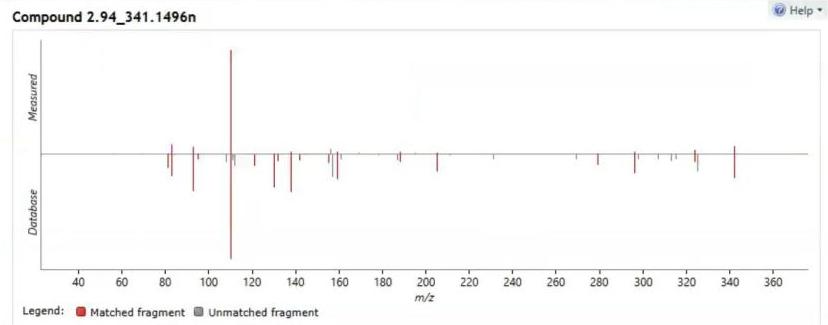 Compound 2.94_341.1496n
Help
Measured
Database
40 60 80 100 120 140 160 180 200 220 240 260 280 300 320 340 360
m/z
Legend: Matched fragment Unmatched fragment